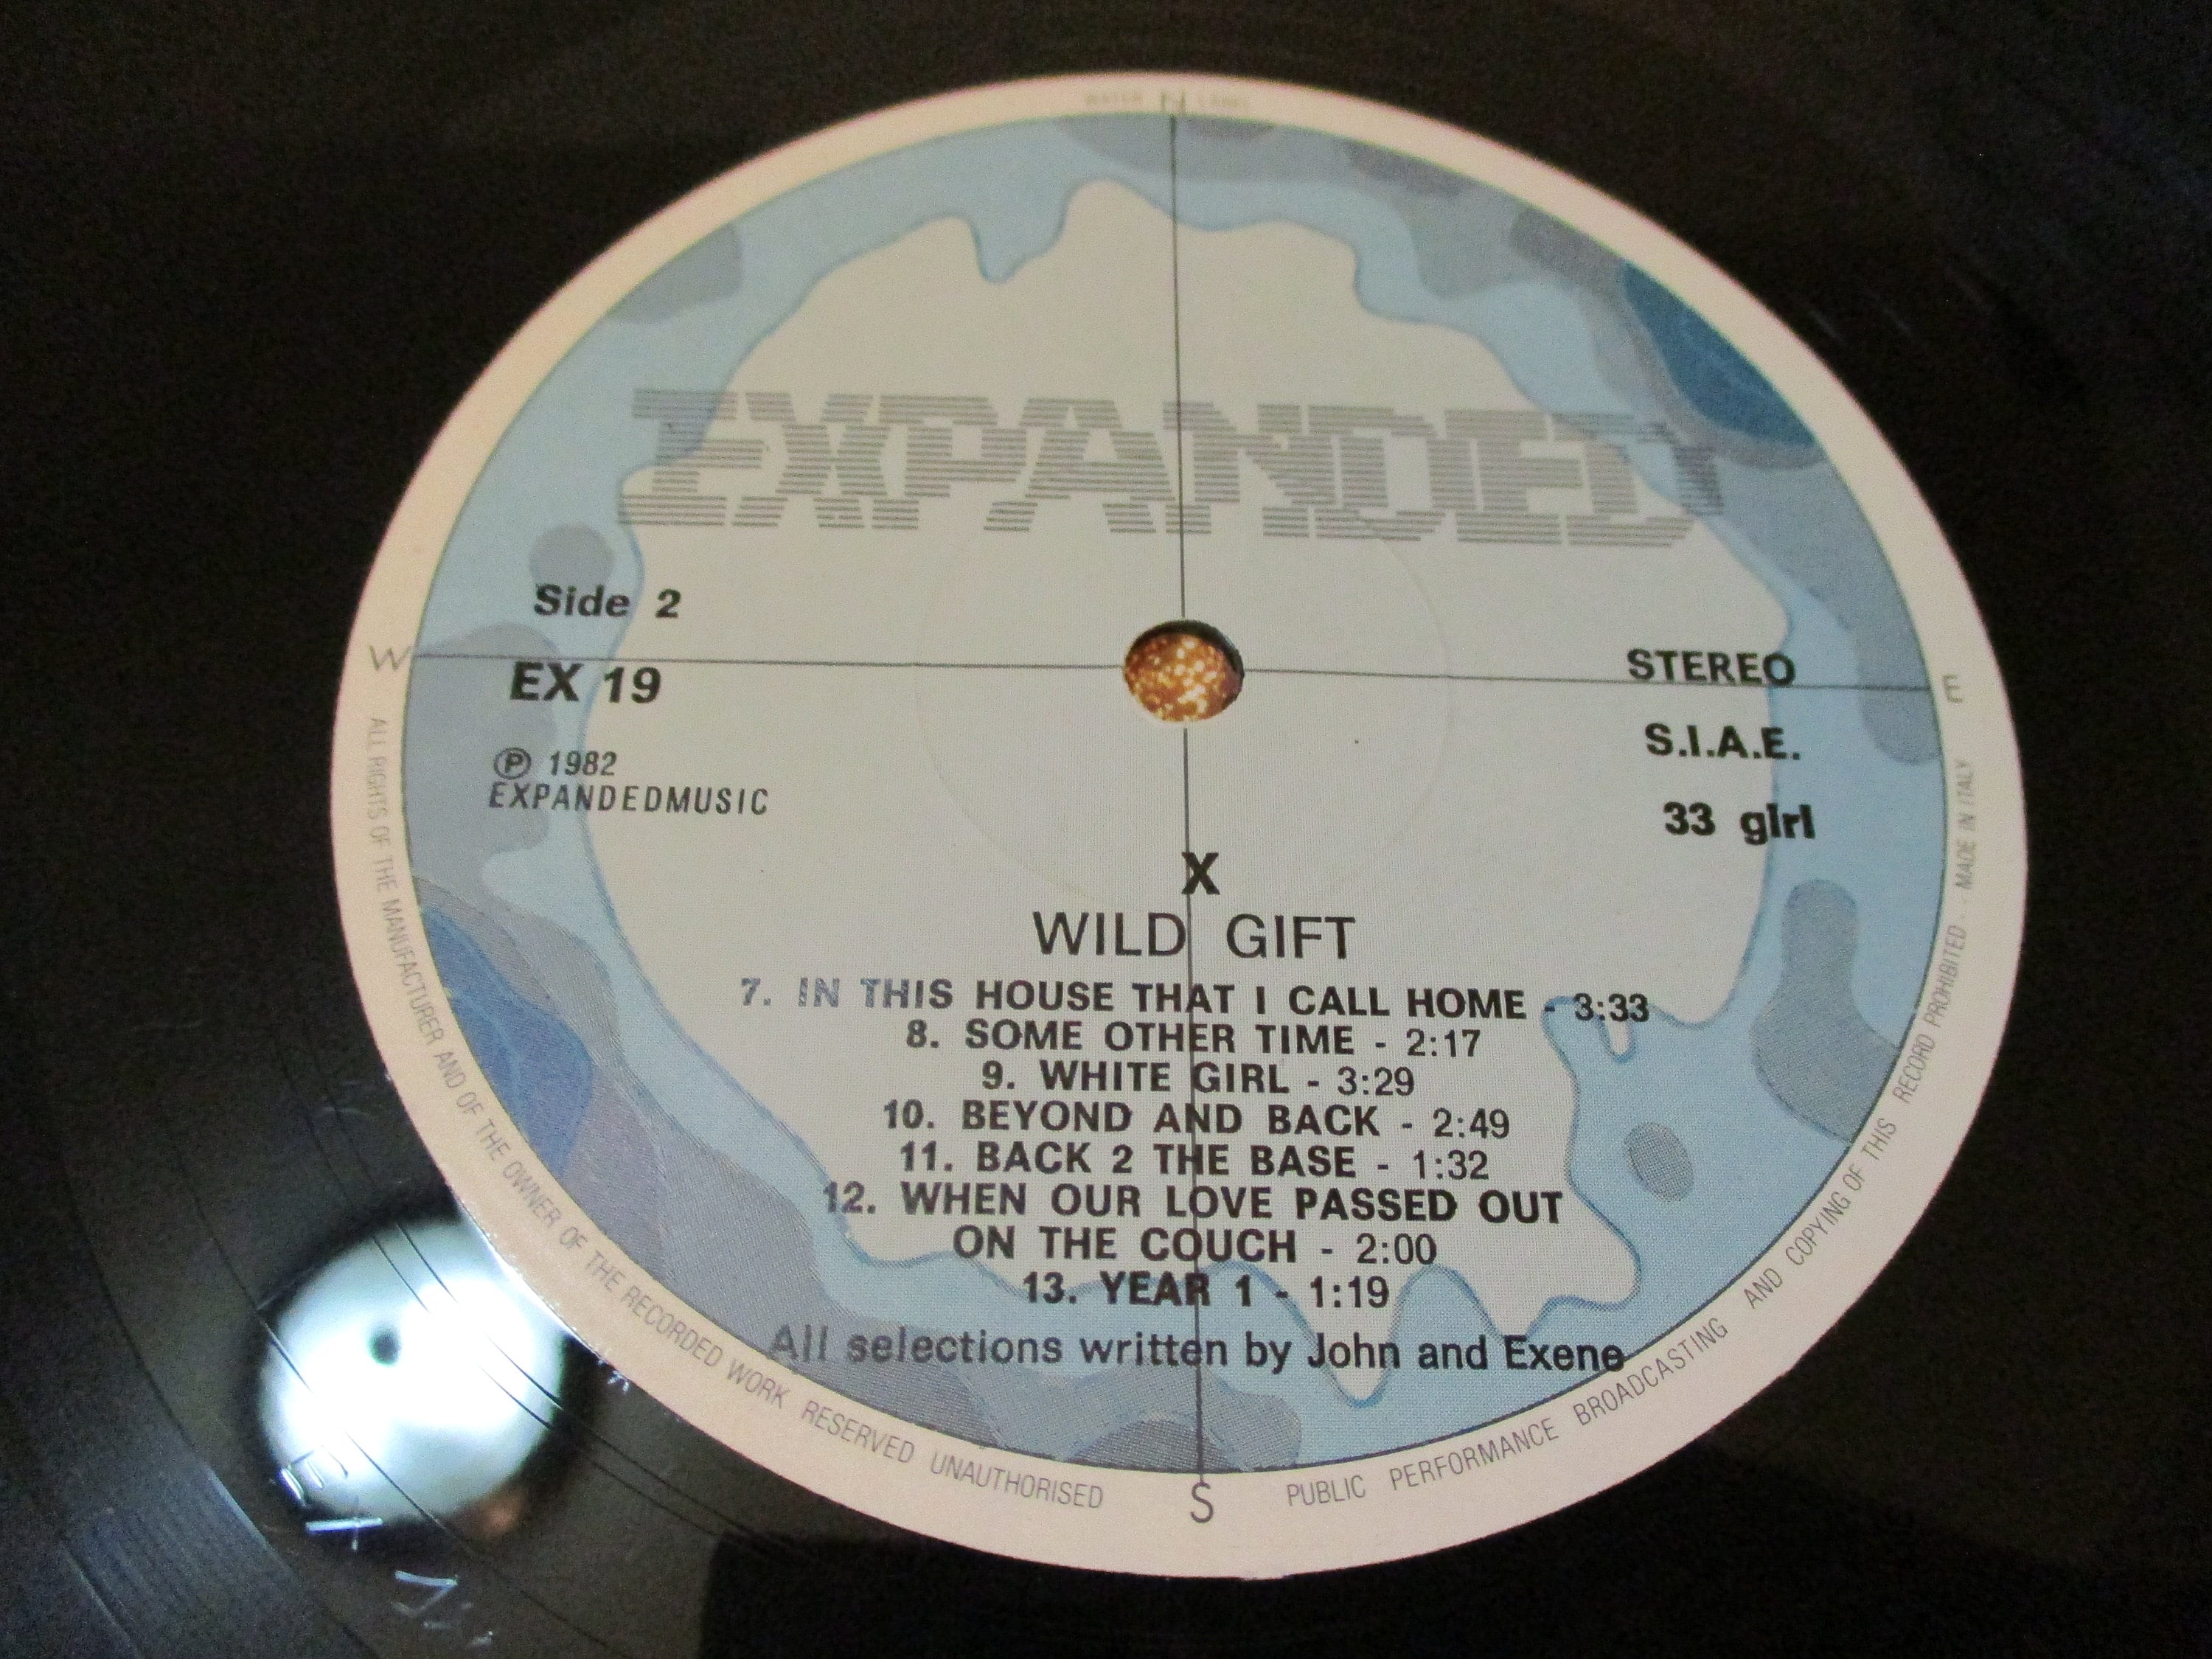 N
EXPANDED
Side 2
W
E
EX 19
STEREO
℗ 1982
EXPANDEDMUSIC
S.I.A.E.
33 giri
X
WILD GIFT
7. IN THIS HOUSE THAT I CALL HOME - 3:33
8. SOME OTHER TIME - 2:17
9. WHITE GIRL - 3:29
10. BEYOND AND BACK - 2:49
11. BACK 2 THE BASE - 1:32
12. WHEN OUR LOVE PASSED OUT
ON THE COUCH - 2:00
13. YEAR 1 - 1:19
All selections written by John and Exene
S
ALL RIGHTS OF THE MANUFACTURER AND OF THE OWNER OF THE RECORDED WORK RESERVED UNAUTHORISED PUBLIC PERFORMANCE BROADCASTING AND COPYING OF THIS RECORD PROHIBITED - MADE IN ITALY